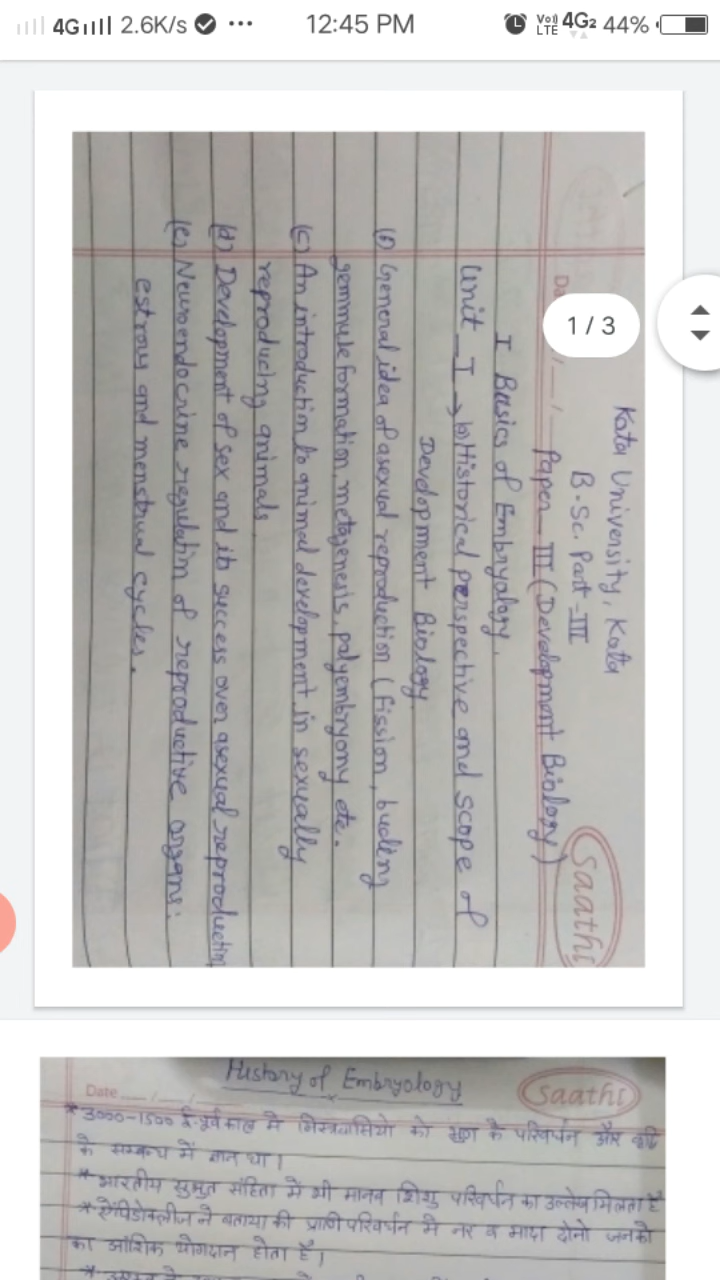 4G 2.6K/s ... 12:45 PM Vo)) LTE 4G2 44%
1 / 3
Kota University, Kota
B.Sc. Part-III
Paper-III (Development Biology)
Saathi
I Basics of Embryology.
Unit-I → Historical perspective and scope of
Development Biology
General idea of asexual reproduction (fission, buding
gemmule formation, metagenesis, polyembryony etc.
(c) An introduction to animal development in sexually
reproducing animals
(d) Development of sex and its success over asexual reproduction
(e) Neuroendocrine regulatim of reproductive organs:
estrous and menstrual cycles.
History of Embryology
Date
Saathi
* 3000-1500 ई.पूर्व काल में मिस्त्रवासियो को भ्रूण के परिवर्धन और वृद्धि
के सम्बन्ध में ज्ञान था।
* भारतीय सुश्रुत संहिता में भी मानव शिशु परिवर्धन का उल्लेख मिलता है
* ऐंपिडोक्लीज ने बताया की प्राणी परिवर्धन में नर व मादा दोनो जनको
का आंशिक योगदान होता है।